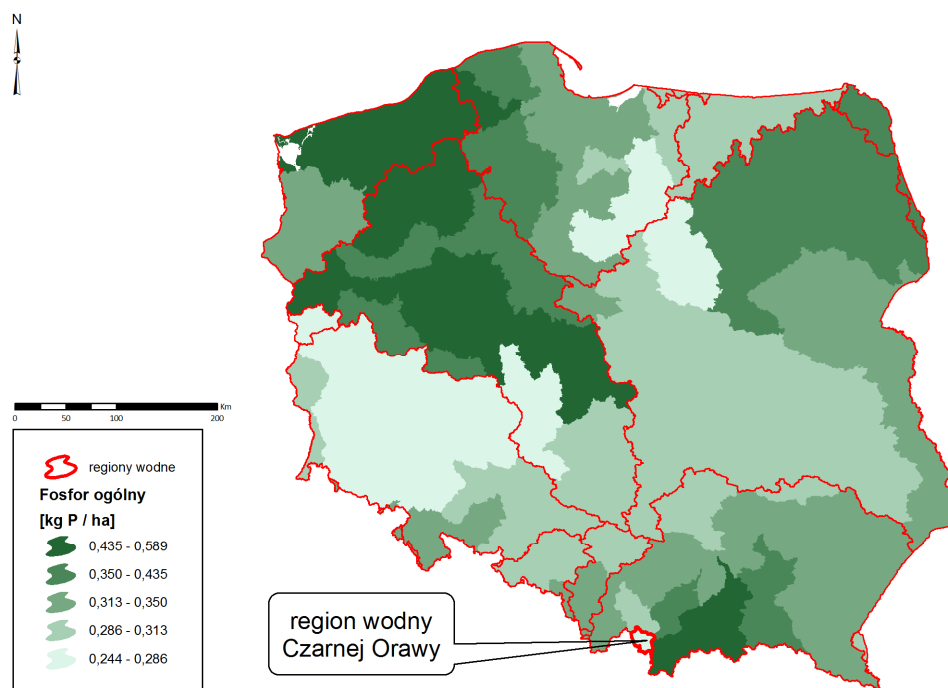 N
Km
0 50 100 200
regiony wodne
Fosfor ogólny
[kg P / ha]
0,435 - 0,589
0,350 - 0,435
0,313 - 0,350
0,286 - 0,313
0,244 - 0,286
region wodny
Czarnej Orawy